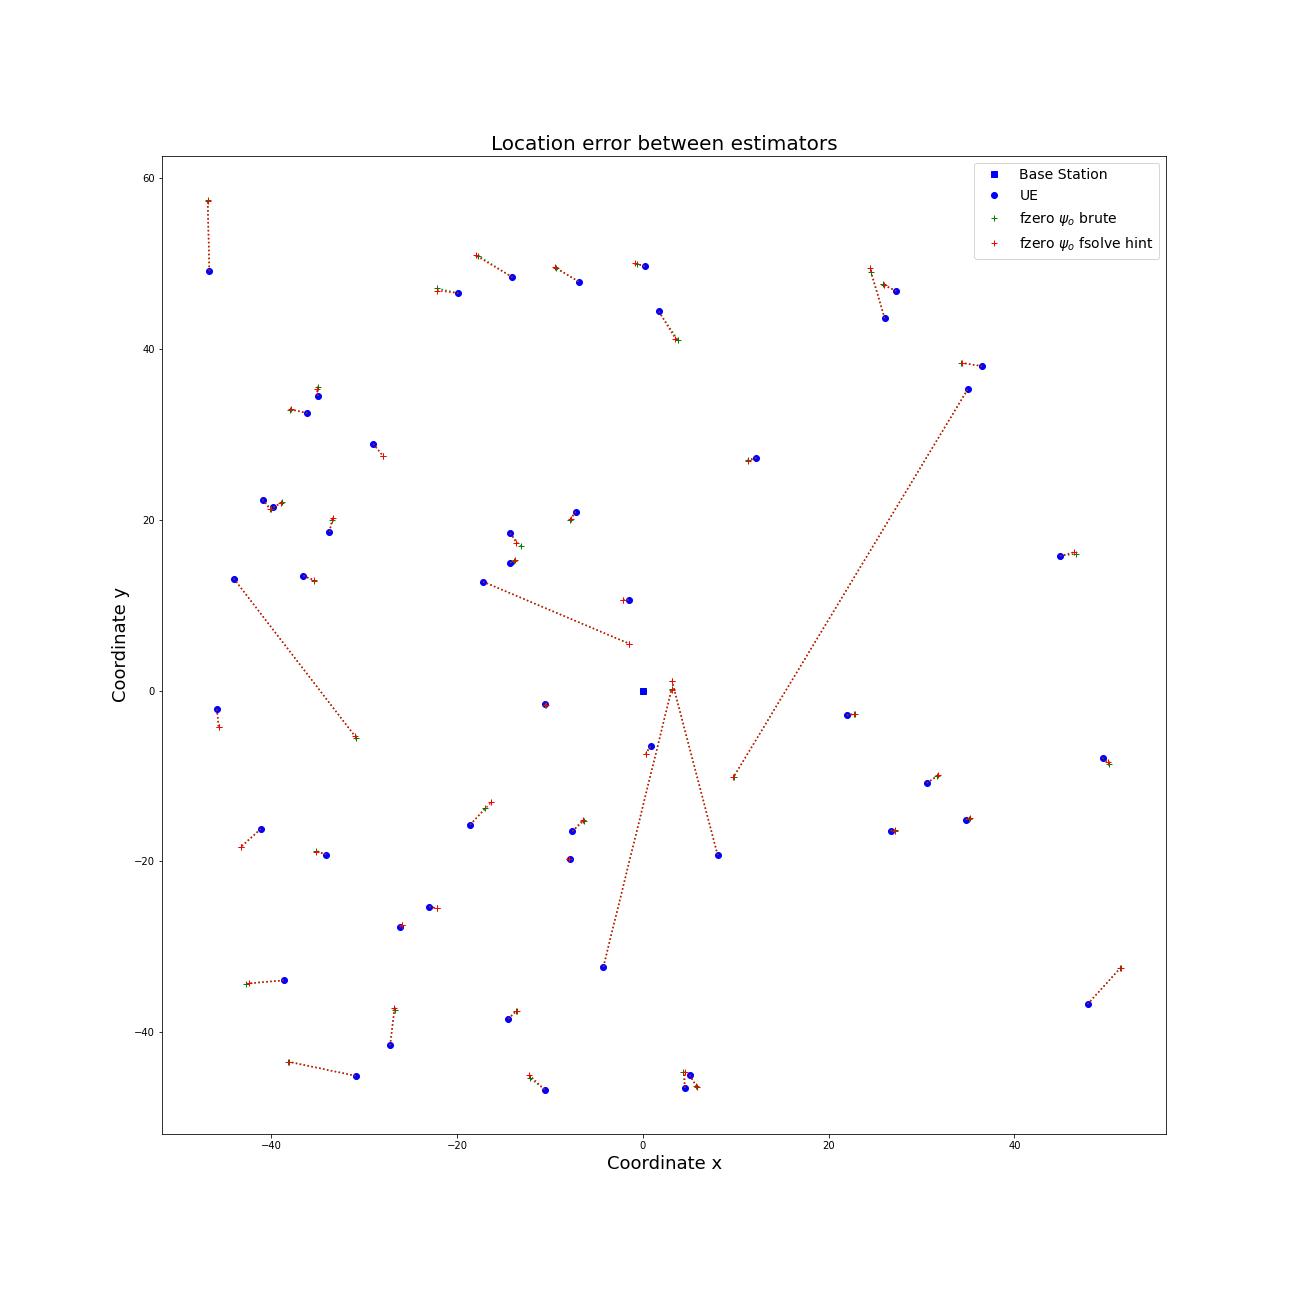 Location error between estimators
Base Station
UE
fzero ψₒ brute
fzero ψₒ fsolve hint
60
40
20
0
−20
−40
Coordinate y
−40 −20 0 20 40
Coordinate x